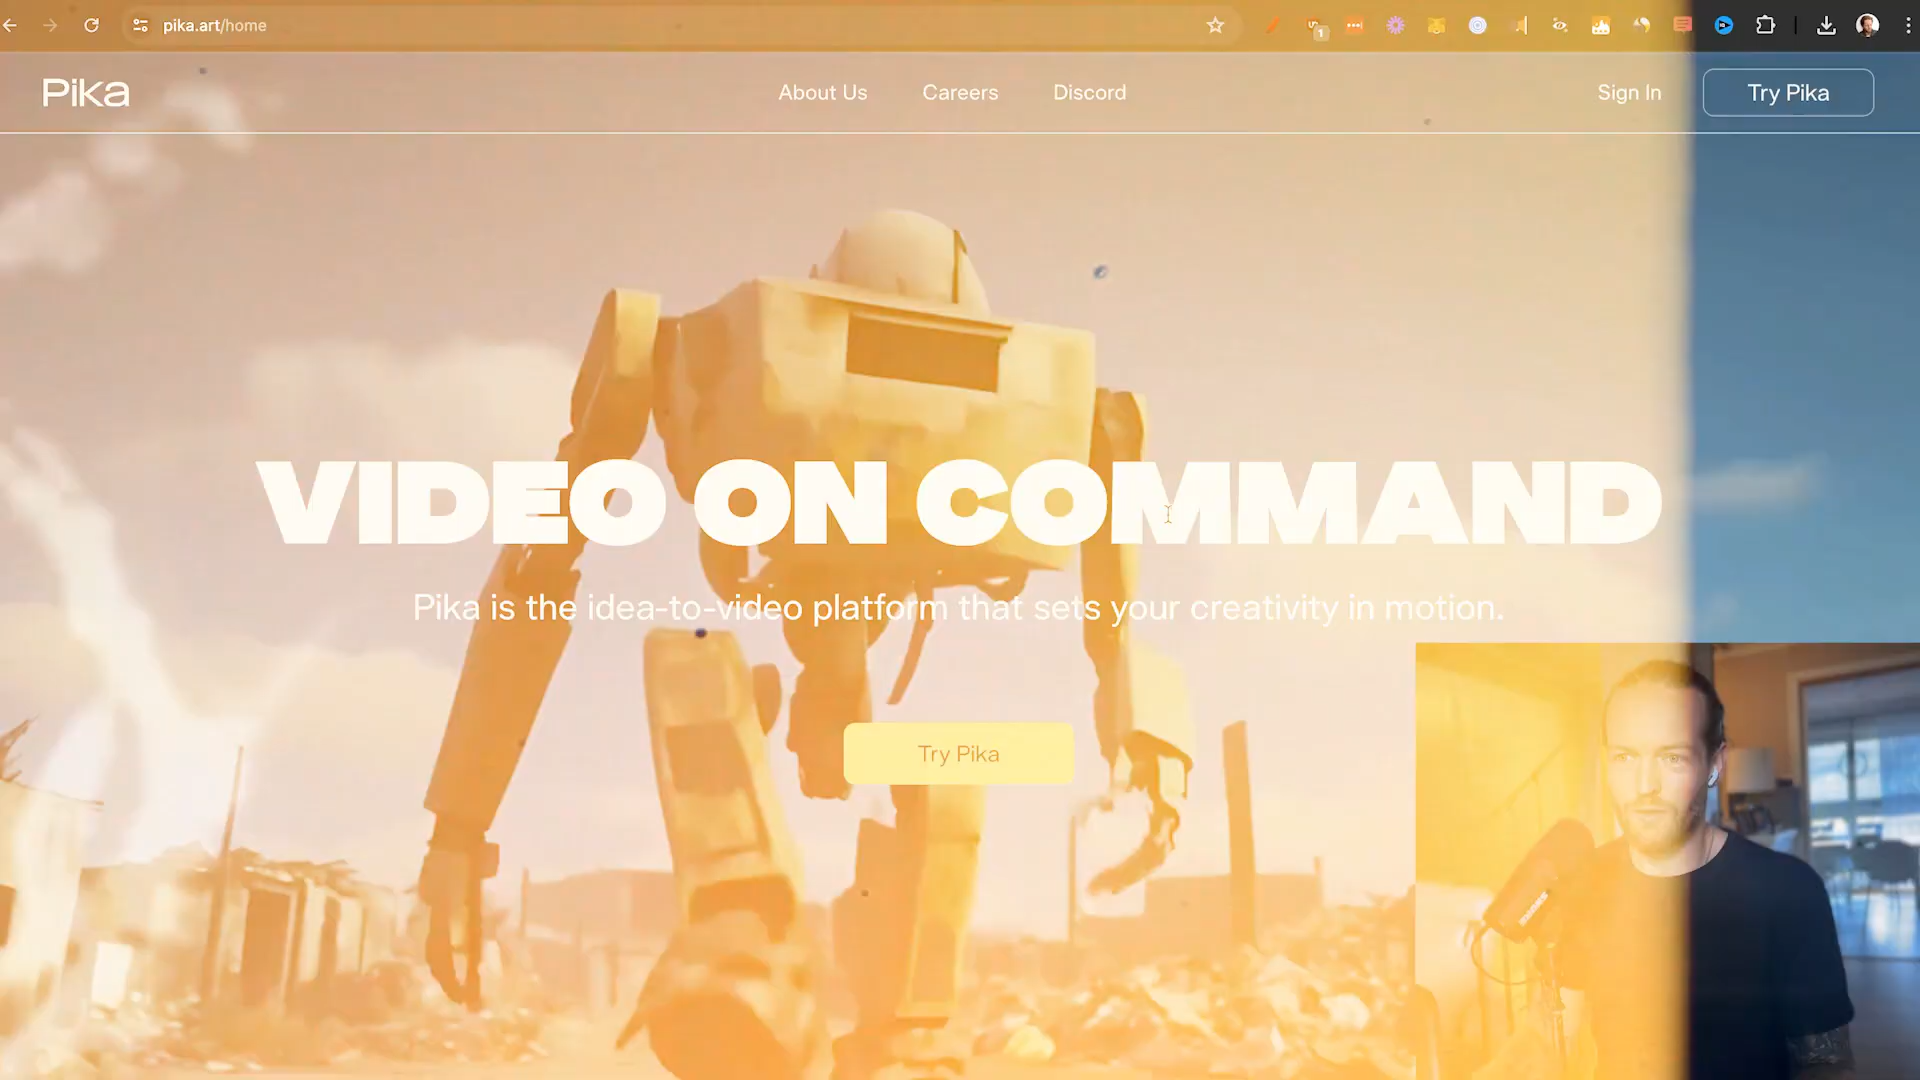 pika.art/home
1
Pika
About Us
Careers
Discord
Sign In
Try Pika
VIDEO ON COMMAND
Pika is the idea-to-video platform that sets your creativity in motion.
Try Pika